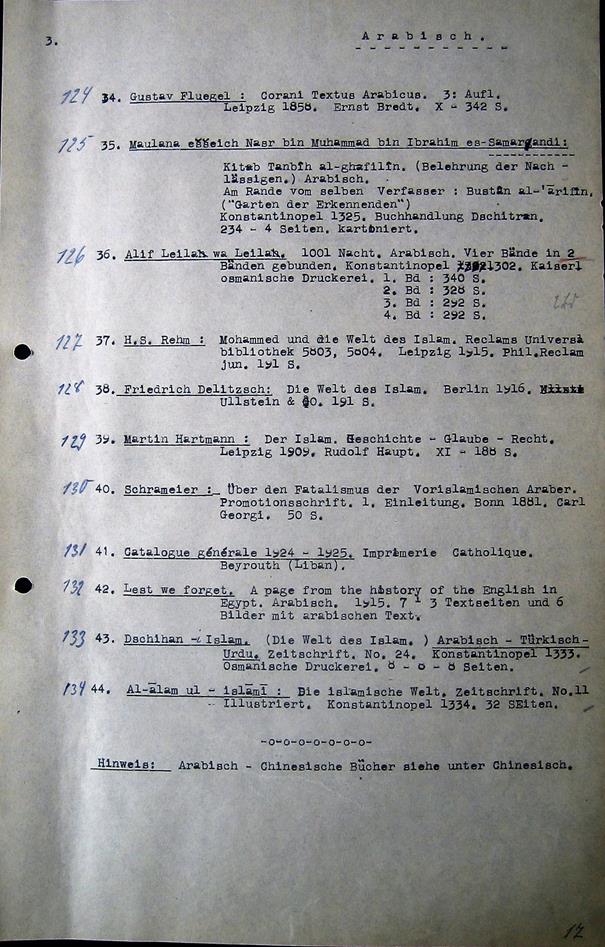 3.
Arabisch.
124 34. Gustav Fluegel : Corani Textus Arabicus. 3: Aufl.
Leipzig 1858. Ernst Bredt. X - 342 S.
125 35. Maulana eššeich Nasr bin Muhammad bin Ibrahim es-Samarqandi:
Kitab Tanbīh al-ghafilīn. (Belehrung der Nach -
lässigen.) Arabisch.
Am Rande vom selben Verfasser : Bustān al-'ārifīn.
("Garten der Erkennenden")
Konstantinopel 1325. Buchhandlung Dschitran.
234 - 4 Seiten. kartoniert.
126 36. Alif Leilah wa Leilah. 1001 Nacht. Arabisch. Vier Bände in 2
Bänden gebunden. Konstantinopel 1302. Kaiserl
osmanische Druckerei. 1. Bd : 340 S.
2. Bd : 328 S.
3. Bd : 292 S.
4. Bd : 292 S.
127 37. H.S. Rehm : Mohammed und die Welt des Islam. Reclams Universa
bibliothek 5803, 5804. Leipzig 1915. Phil.Reclam
jun. 191 S.
128 38. Friedrich Delitzsch: Die Welt des Islam. Berlin 1916.
Ullstein & Co. 191 S.
129 39. Martin Hartmann : Der Islam. Geschichte - Glaube - Recht.
Leipzig 1909. Rudolf Haupt. XI - 188 S.
130 40. Schrameier : Über den Fatalismus der Vorislamischen Araber.
Promotionsschrift. 1. Einleitung. Bonn 1881. Carl
Georgi. 50 S.
131 41. Catalogue générale 1924 - 1925. Imprimerie Catholique.
Beyrouth (Liban).
132 42. Lest we forget. A page from the history of the English in
Egypt. Arabisch. 1915. 7 3 Textseiten und 6
Bilder mit arabischen Text.
133 43. Dschihan -i Islam. (Die Welt des Islam. ) Arabisch - Türkisch-
Urdu. Zeitschrift. No. 24. Konstantinopel 1333.
Osmanische Druckerei. 8 - 8 - 8 Seiten.
134 44. Al-ālam ul - islāmī : Die islamische Welt. Zeitschrift. No.11
- Illustriert. Konstantinopel 1334. 32 SEiten.
-o-o-o-o-o-o-o-
Hinweis: Arabisch - Chinesische Bücher siehe unter Chinesisch.
12